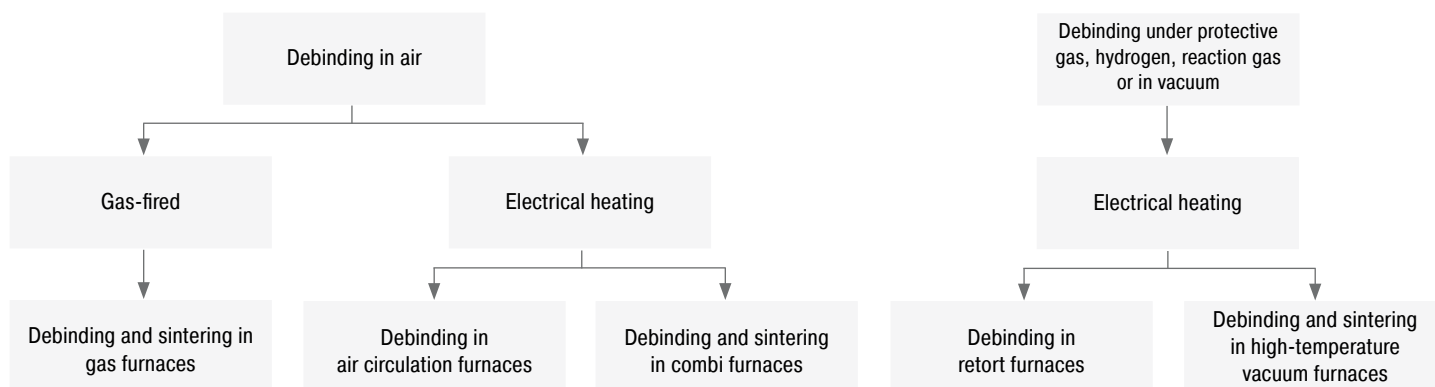 Debinding in air
Debinding under protective
gas, hydrogen, reaction gas
or in vacuum
Gas-fired
Electrical heating
Electrical heating
Debinding and sintering in
gas furnaces
Debinding in
air circulation furnaces
Debinding and sintering
in combi furnaces
Debinding in
retort furnaces
Debinding and sintering
in high-temperature
vacuum furnaces